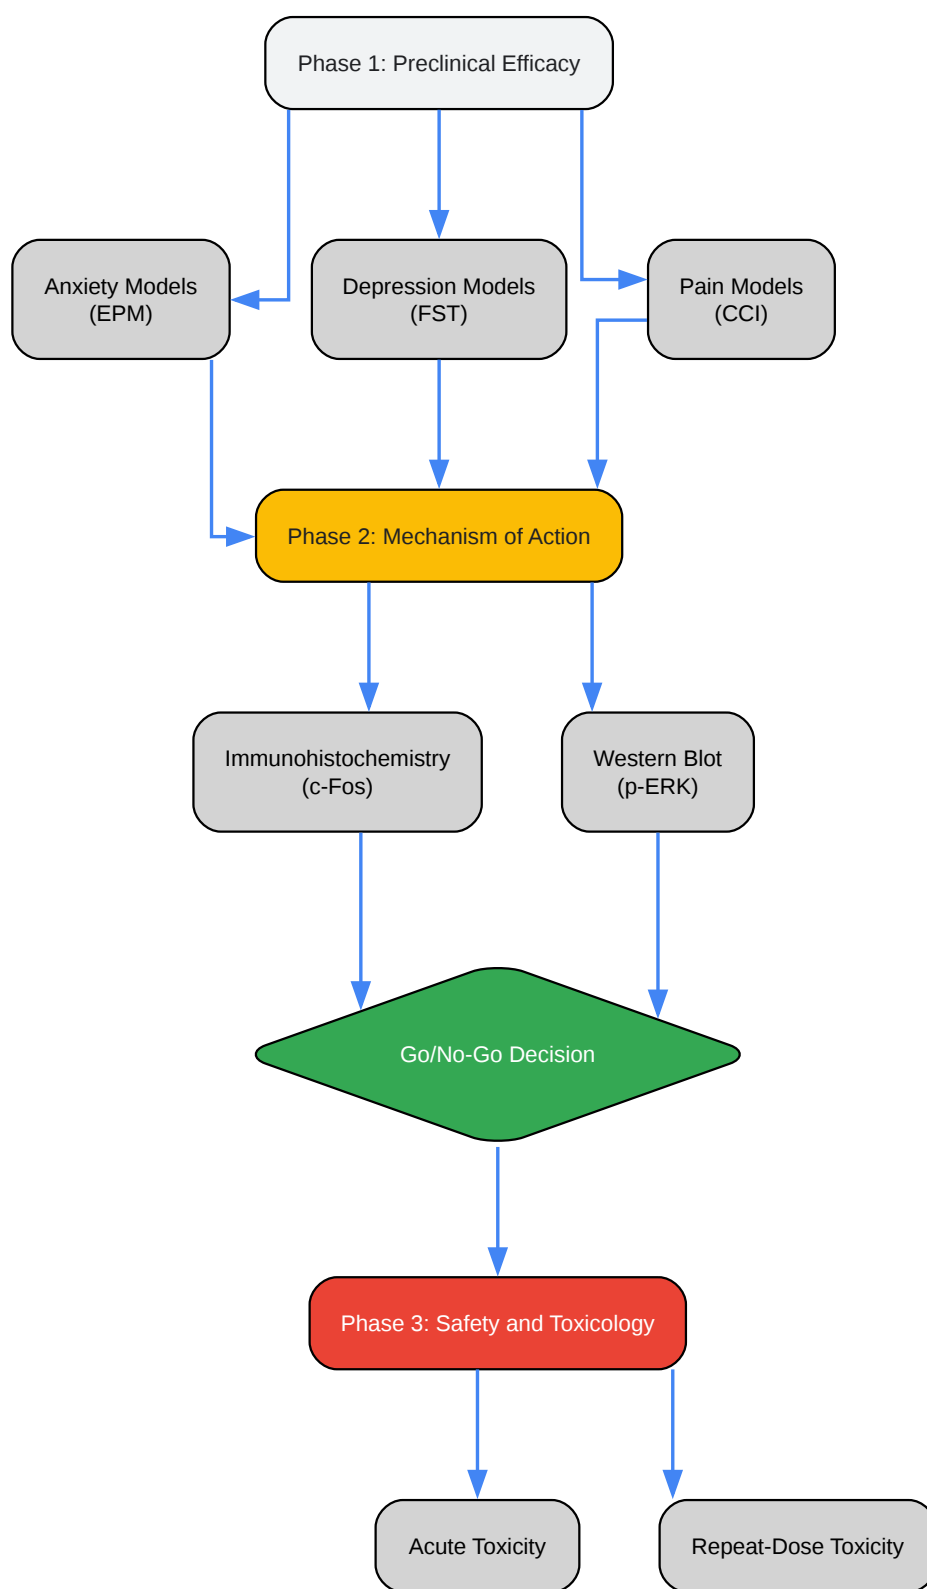 Phase 1: Preclinical Efficacy
Anxiety Models
(EPM)
Depression Models
(FST)
Pain Models
(CCI)
Phase 2: Mechanism of Action
Immunohistochemistry
(c-Fos)
Western Blot
(p-ERK)
Go/No-Go Decision
Phase 3: Safety and Toxicology
Acute Toxicity
Repeat-Dose Toxicity